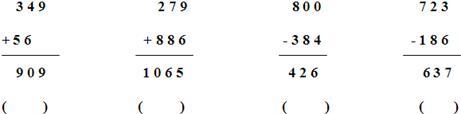 349 279 800 723
+56 +886 -384 -186
909 1065 426 637
( ) ( ) ( ) ( )